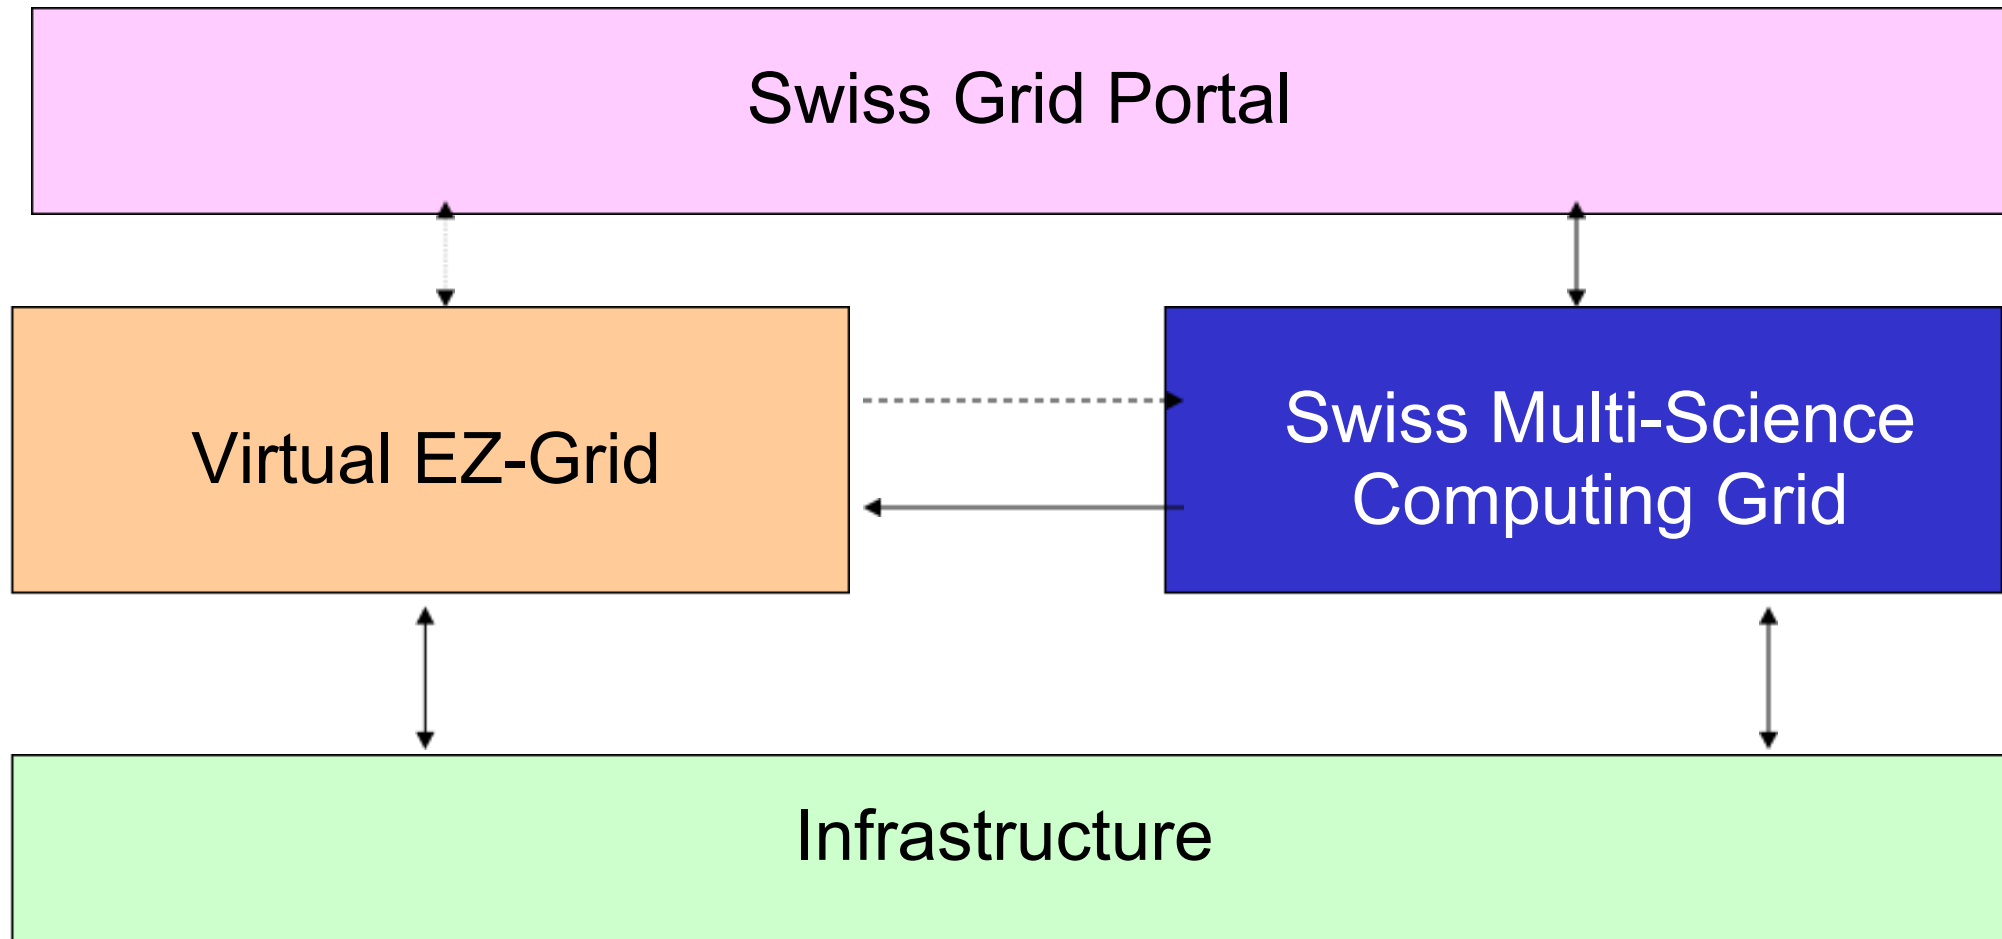 Swiss Grid Portal
Virtual EZ-Grid
Swiss Multi-Science
Computing Grid
Infrastructure